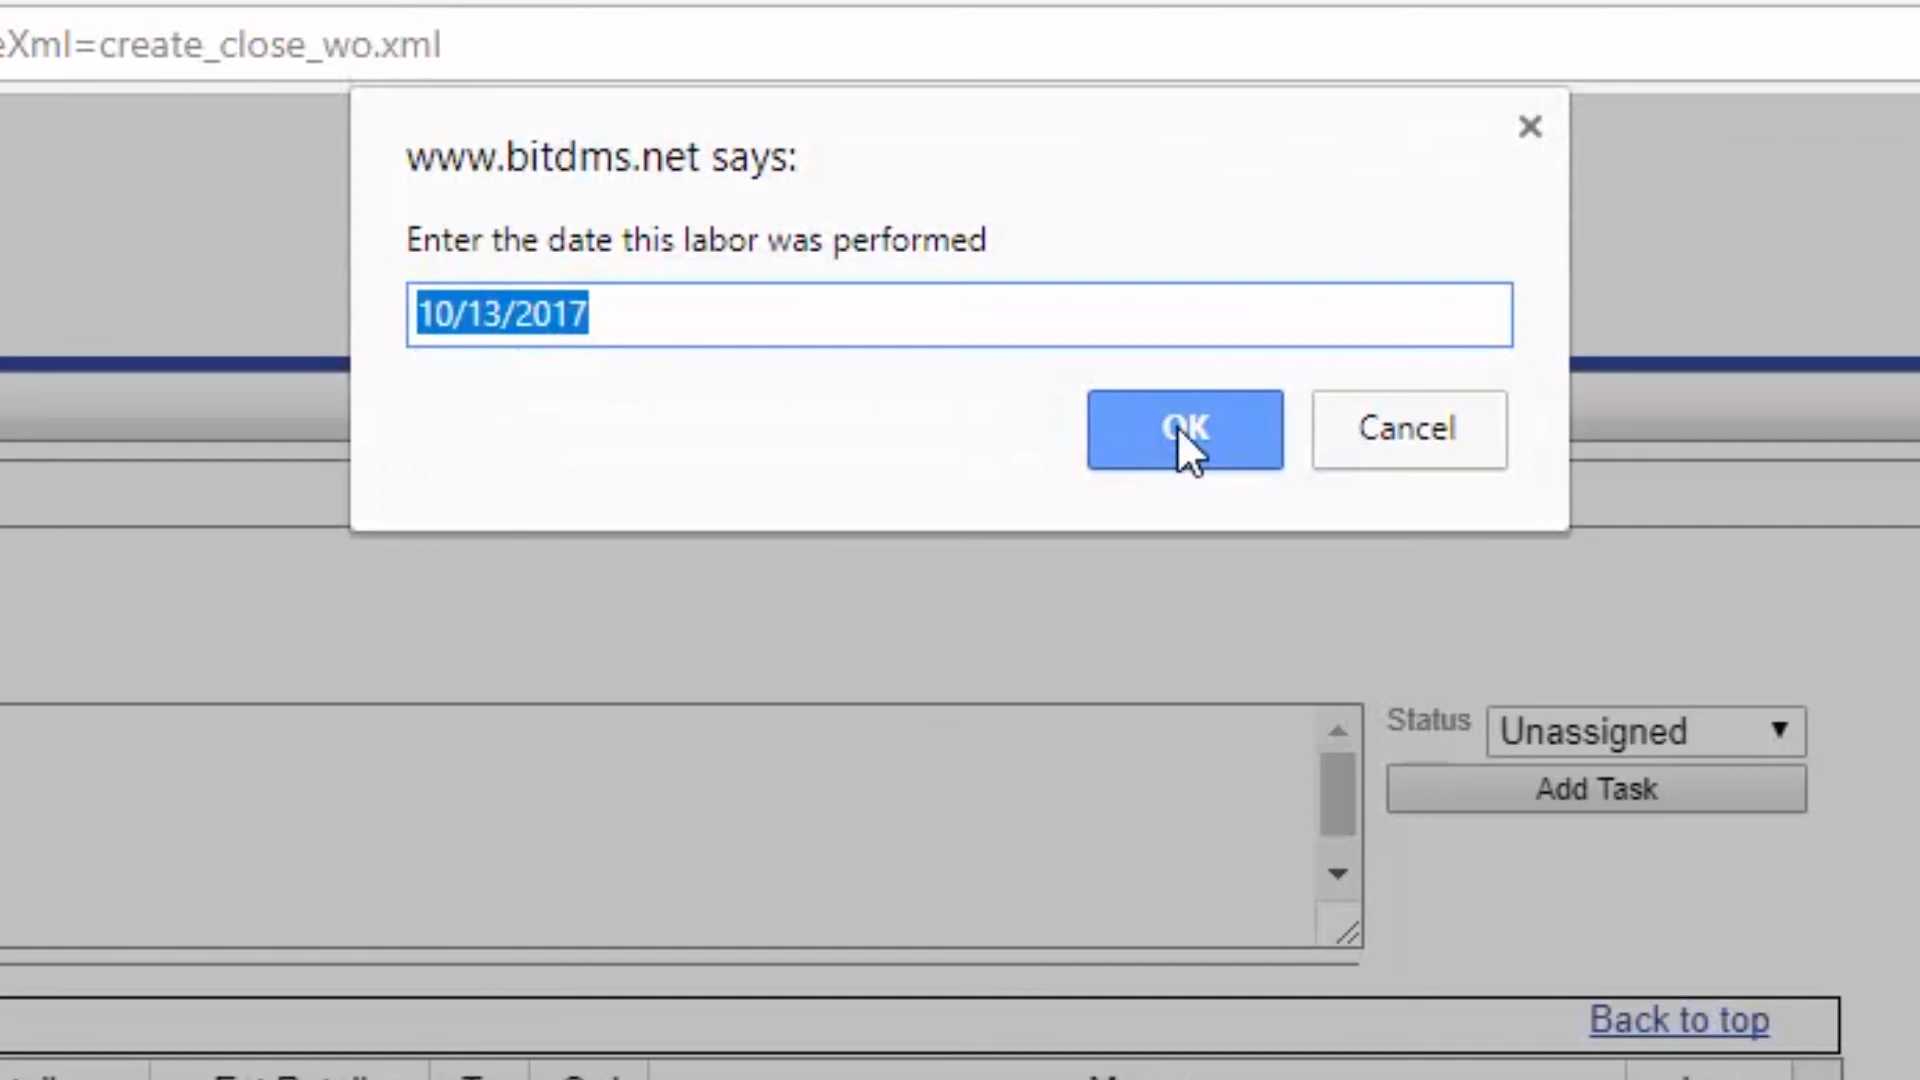 eXml=create_close_wo.xml
www.bitdms.net says:
Enter the date this labor was performed
10/13/2017
OK
Cancel
Status
Unassigned
Add Task
Back to top